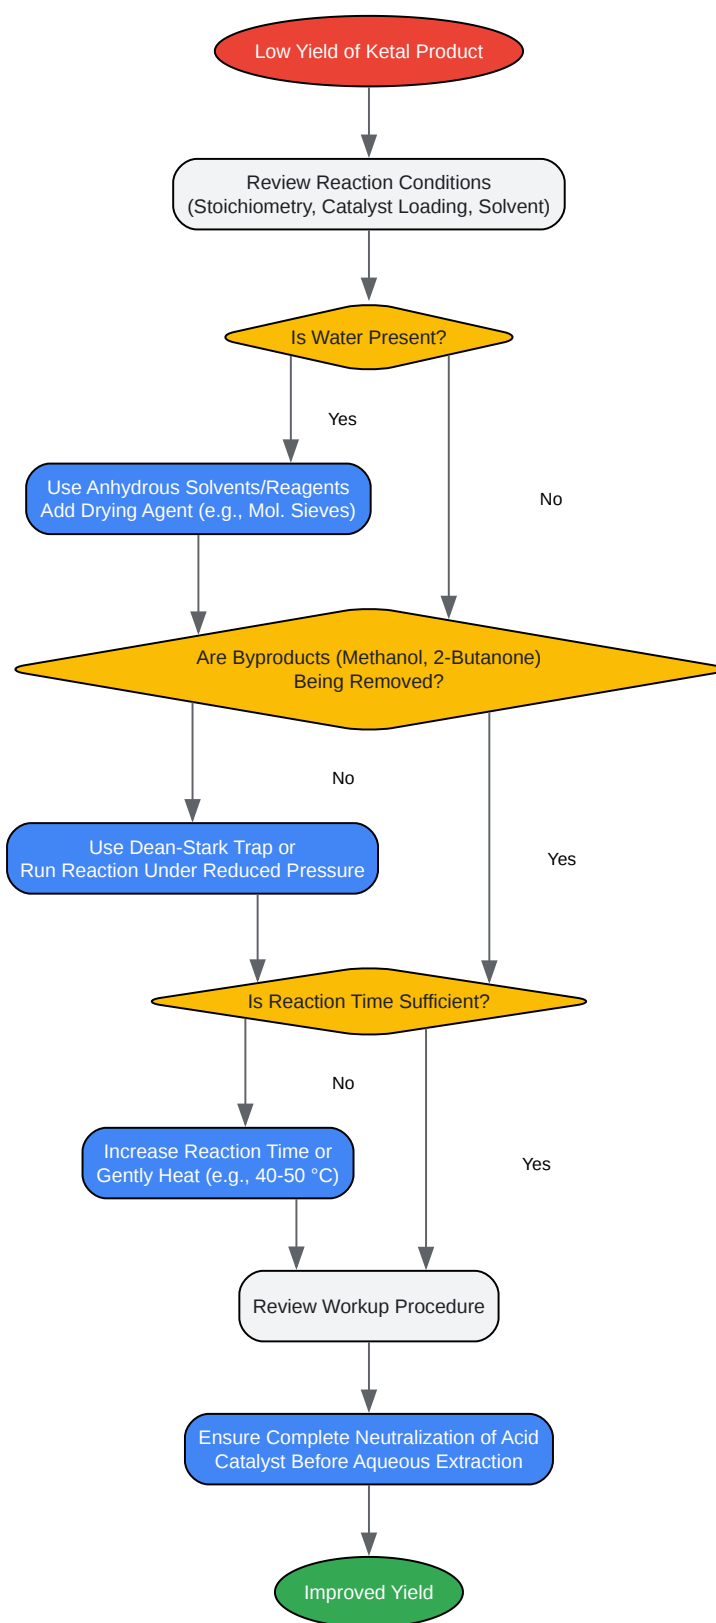 Low Yield of Ketal Product
Review Reaction Conditions
(Stoichiometry, Catalyst Loading, Solvent)
Is Water Present?
Yes
Use Anhydrous Solvents/Reagents
Add Drying Agent (e.g., Mol. Sieves)
No
Are Byproducts (Methanol, 2-Butanone)
Being Removed?
No
Use Dean-Stark Trap or
Run Reaction Under Reduced Pressure
Yes
Is Reaction Time Sufficient?
No
Increase Reaction Time or
Gently Heat (e.g., 40-50 °C)
Yes
Review Workup Procedure
Ensure Complete Neutralization of Acid
Catalyst Before Aqueous Extraction
Improved Yield